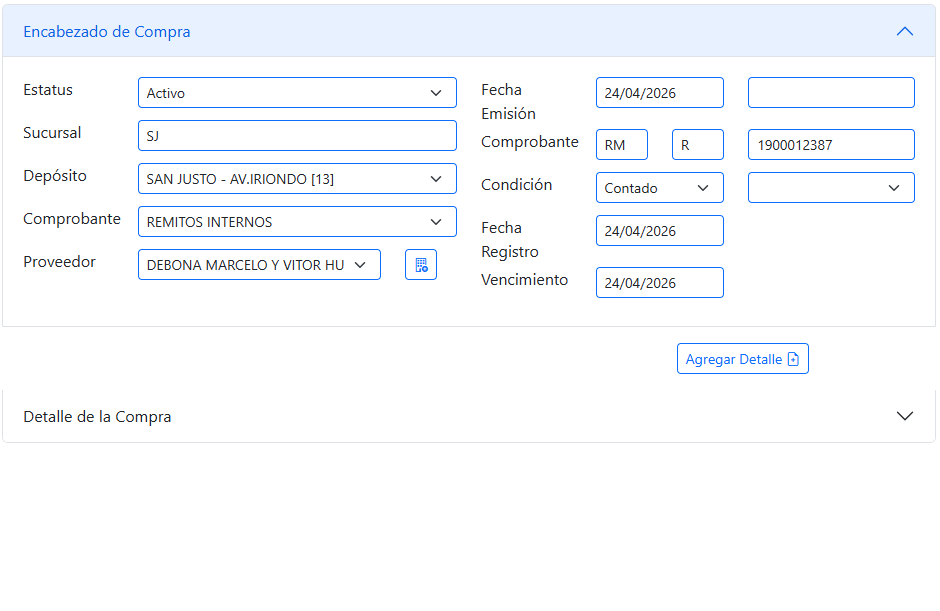 Encabezado de Compra
Estatus
Activo
Sucursal
SJ
Depósito
SAN JUSTO - AV.IRIONDO [13]
Comprobante
REMITOS INTERNOS
Proveedor
DEBONA MARCELO Y VITOR HU
Fecha
Emisión
24/04/2026
Comprobante
RM
R
1900012387
Condición
Contado
Fecha
Registro
24/04/2026
Vencimiento
24/04/2026
Agregar Detalle
Detalle de la Compra